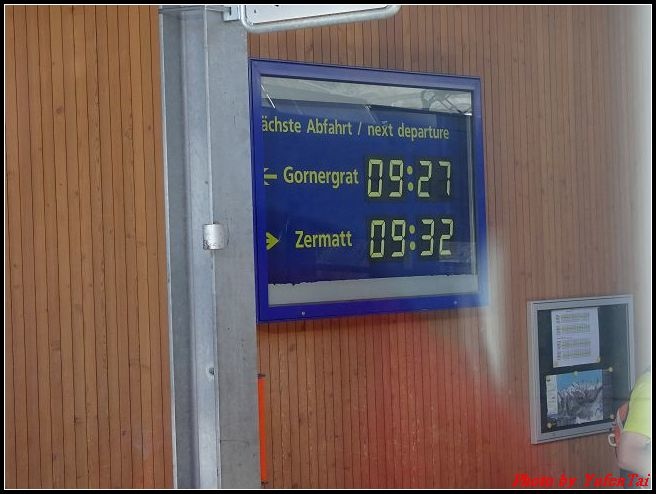 ächste Abfahrt / next departure
← Gornergrat 09:27
→ Zermatt 09:32
Photo by YufenTai